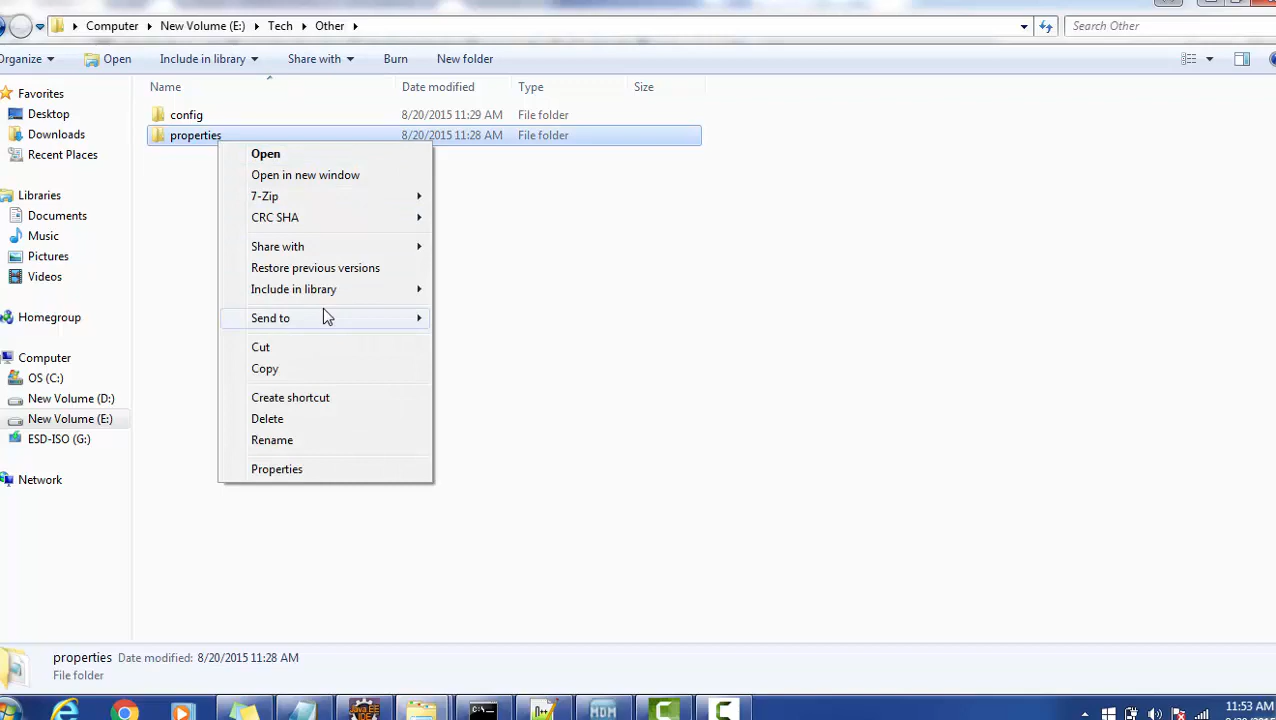 Computer New Volume (E:) Tech Other Search Other
Organize Open Include in library Share with Burn New folder
Name Date modified Type Size
Favorites
Desktop
Downloads
Recent Places
Libraries
Documents
Music
Pictures
Videos
Homegroup
Computer
OS (C:)
New Volume (D:)
New Volume (E:)
ESD-ISO (G:)
Network
config 8/20/2015 11:29 AM File folder
properties 8/20/2015 11:28 AM File folder
Open
Open in new window
7-Zip
CRC SHA
Share with
Restore previous versions
Include in library
Send to
Cut
Copy
Create shortcut
Delete
Rename
Properties
properties Date modified: 8/20/2015 11:28 AM
File folder
Java EE
IDE
MDM
11:53 AM